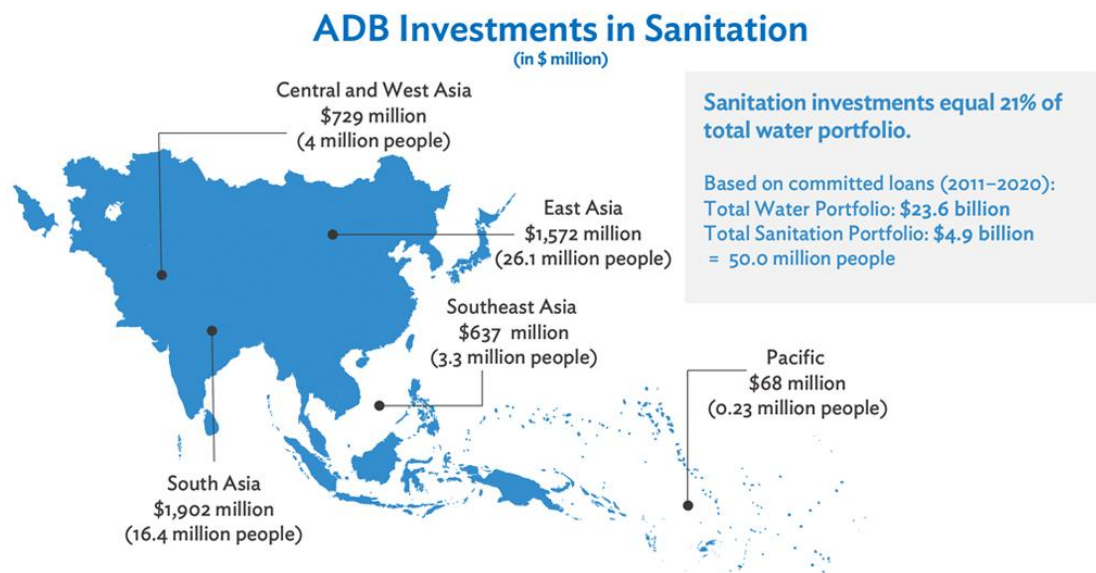 ADB Investments in Sanitation
(in $ million)
Central and West Asia
$729 million
(4 million people)
Sanitation investments equal 21% of
total water portfolio.
Based on committed loans (2011–2020):
Total Water Portfolio: $23.6 billion
Total Sanitation Portfolio: $4.9 billion
= 50.0 million people
East Asia
$1,572 million
(26.1 million people)
Southeast Asia
$637 million
(3.3 million people)
Pacific
$68 million
(0.23 million people)
South Asia
$1,902 million
(16.4 million people)